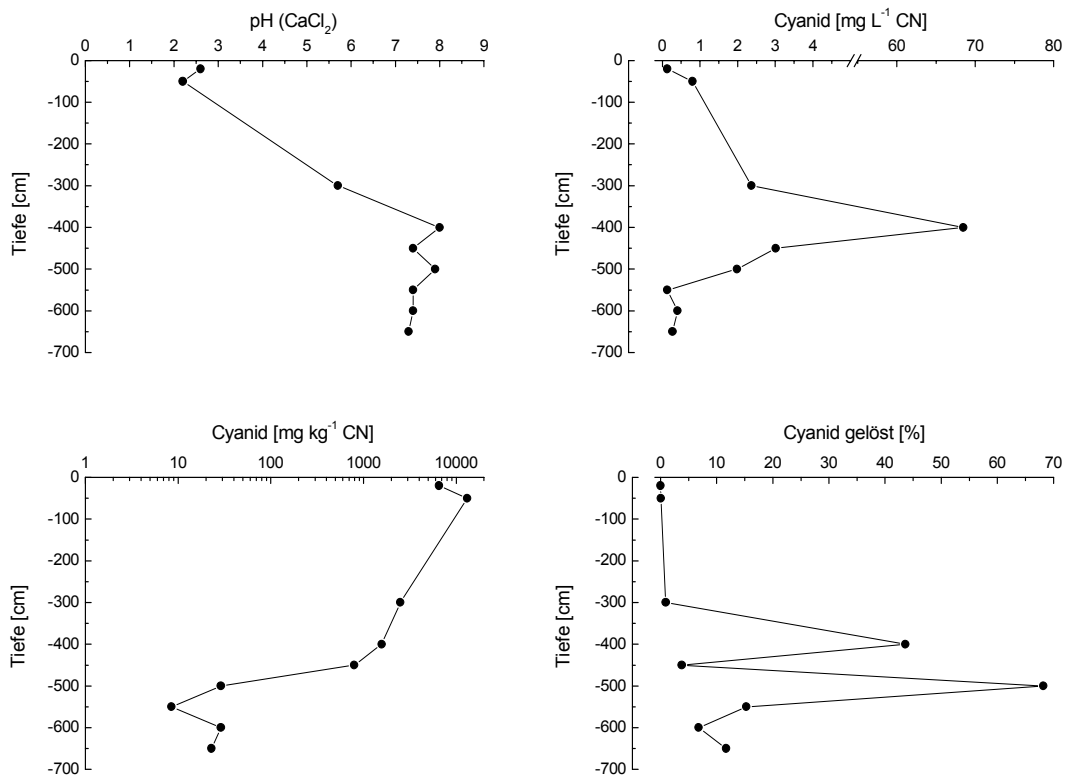 pH (CaCl2)
0 1 2 3 4 5 6 7 8 9
0
-100
-200
-300
-400
-500
-600
-700
Tiefe [cm]
Cyanid [mg L-1 CN]
0 1 2 3 4 60 70 80
0
-100
-200
-300
-400
-500
-600
-700
Tiefe [cm]
Cyanid [mg kg-1 CN]
1 10 100 1000 10000
0
-100
-200
-300
-400
-500
-600
-700
Tiefe [cm]
Cyanid gelöst [%]
0 10 20 30 40 50 60 70
0
-100
-200
-300
-400
-500
-600
-700
Tiefe [cm]